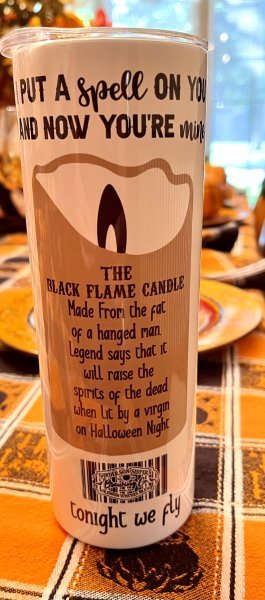 I PUT A spell ON YOU
AND NOW YOU'RE mine
THE
BLACK FLAME CANDLE
Made From the fat
of a hanged man.
Legend says that it
will raise the
spirits of the dead
when lit by a virgin
on Halloween Night
tonight we fly